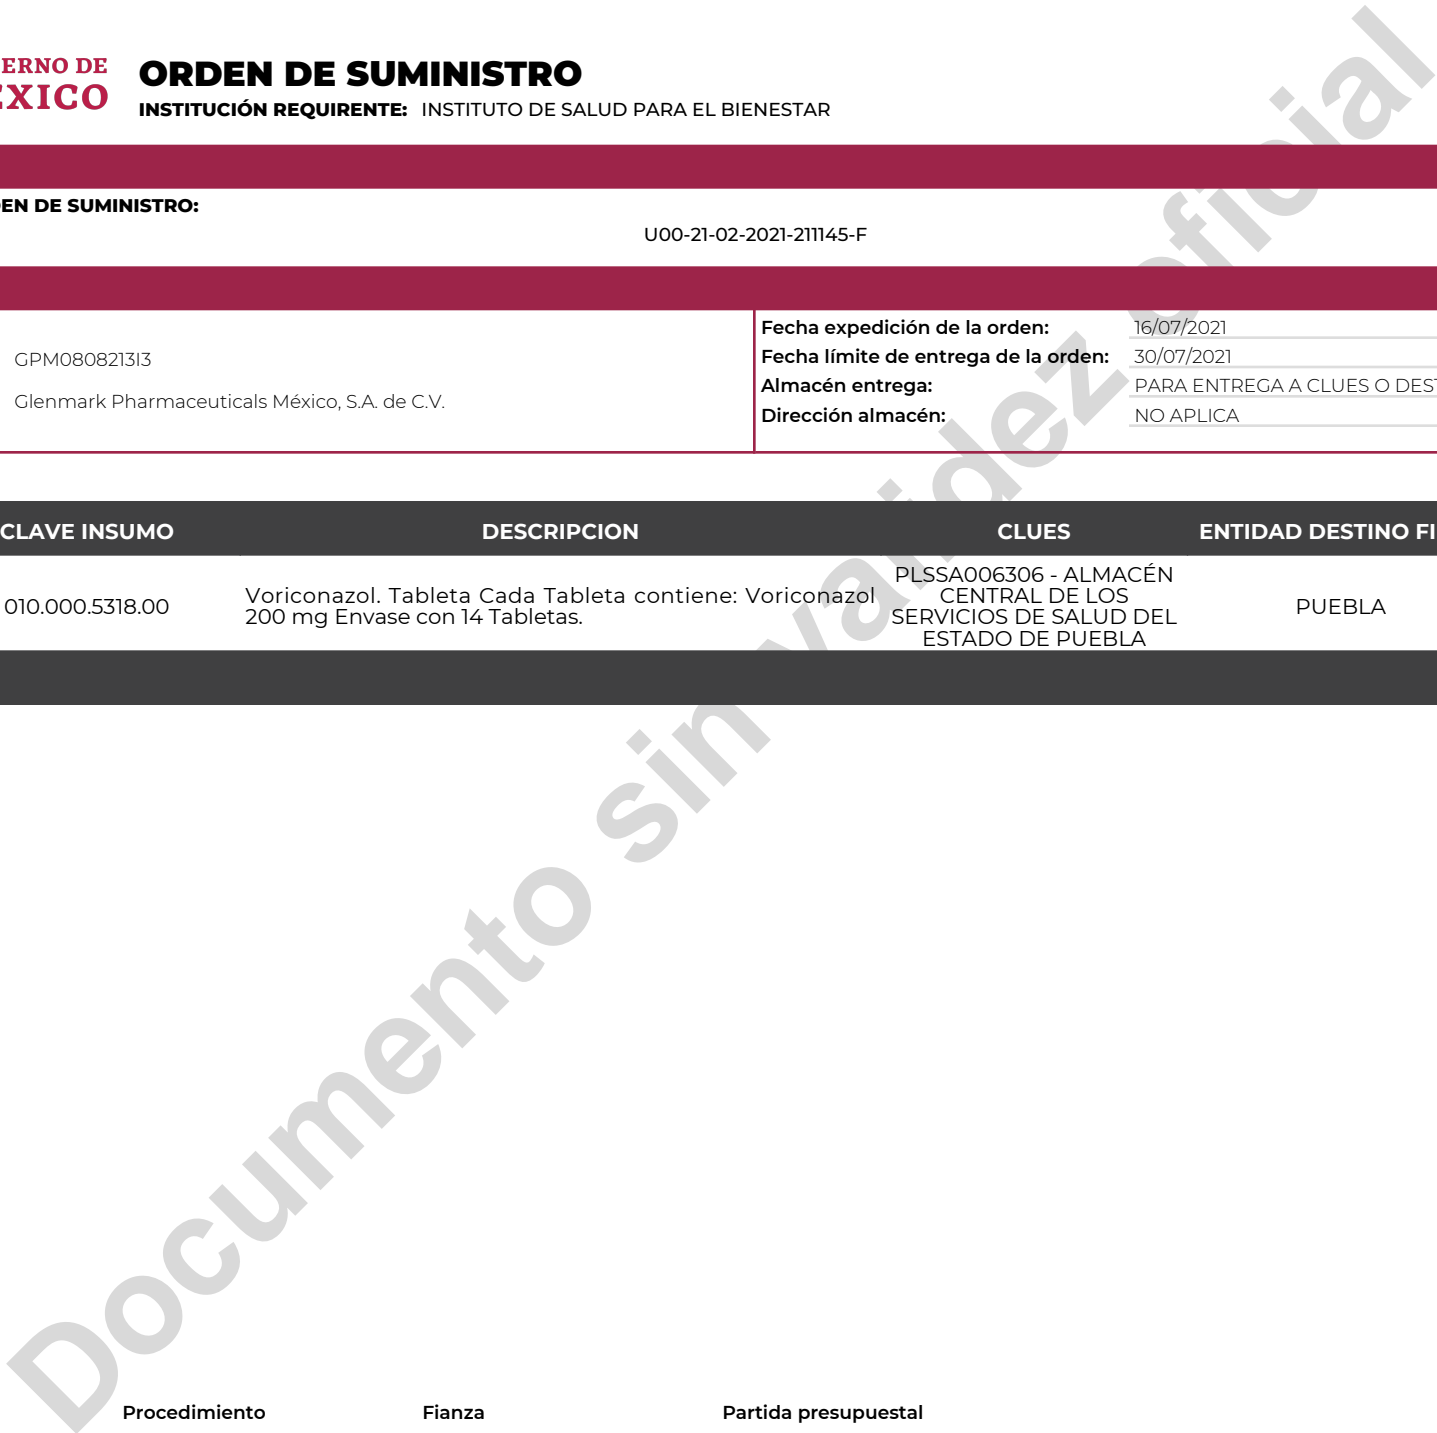 ERNO DE
ÉXICO
ORDEN DE SUMINISTRO
INSTITUCIÓN REQUIRENTE: INSTITUTO DE SALUD PARA EL BIENESTAR
EN DE SUMINISTRO:
U00-21-02-2021-211145-F
GPM0808213I3
Glenmark Pharmaceuticals México, S.A. de C.V.
Fecha expedición de la orden: 16/07/2021
Fecha límite de entrega de la orden: 30/07/2021
Almacén entrega: PARA ENTREGA A CLUES O DEST
Dirección almacén: NO APLICA
CLAVE INSUMO DESCRIPCION CLUES ENTIDAD DESTINO FI
010.000.5318.00
Voriconazol. Tableta Cada Tableta contiene: Voriconazol
200 mg Envase con 14 Tabletas.
PLSSA006306 - ALMACÉN
CENTRAL DE LOS
SERVICIOS DE SALUD DEL
ESTADO DE PUEBLA
PUEBLA
Documento sin validez oficial
Procedimiento Fianza Partida presupuestal